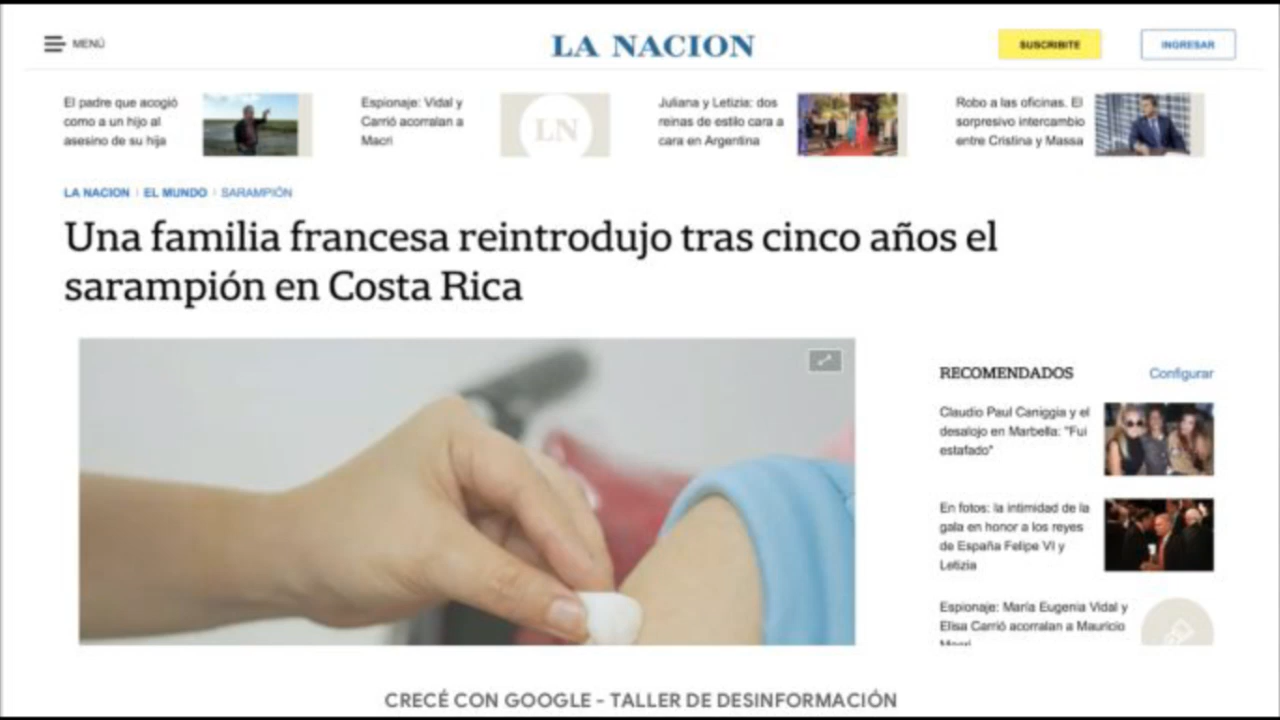 MENÚ
LA NACION
SUSCRIBITE
INGRESAR
El padre que acogió
como a un hijo al
asesino de su hija
Espionaje: Vidal y
Carrió acorralan a
Macri
LN
Juliana y Letizia: dos
reinas de estilo cara a
cara en Argentina
Robo a las oficinas. El
sorpresivo intercambio
entre Cristina y Massa
LA NACION | EL MUNDO | SARAMPIÓN
Una familia francesa reintrodujo tras cinco años el
sarampión en Costa Rica
RECOMENDADOS
Configurar
Claudio Paul Caniggia y el
desalojo en Marbella: "Fui
estafado"
En fotos: la intimidad de la
gala en honor a los reyes
de España Felipe VI y
Letizia
Espionaje: María Eugenia Vidal y
Elisa Carrió acorralan a Mauricio
Macri
CRECÉ CON GOOGLE - TALLER DE DESINFORMACIÓN